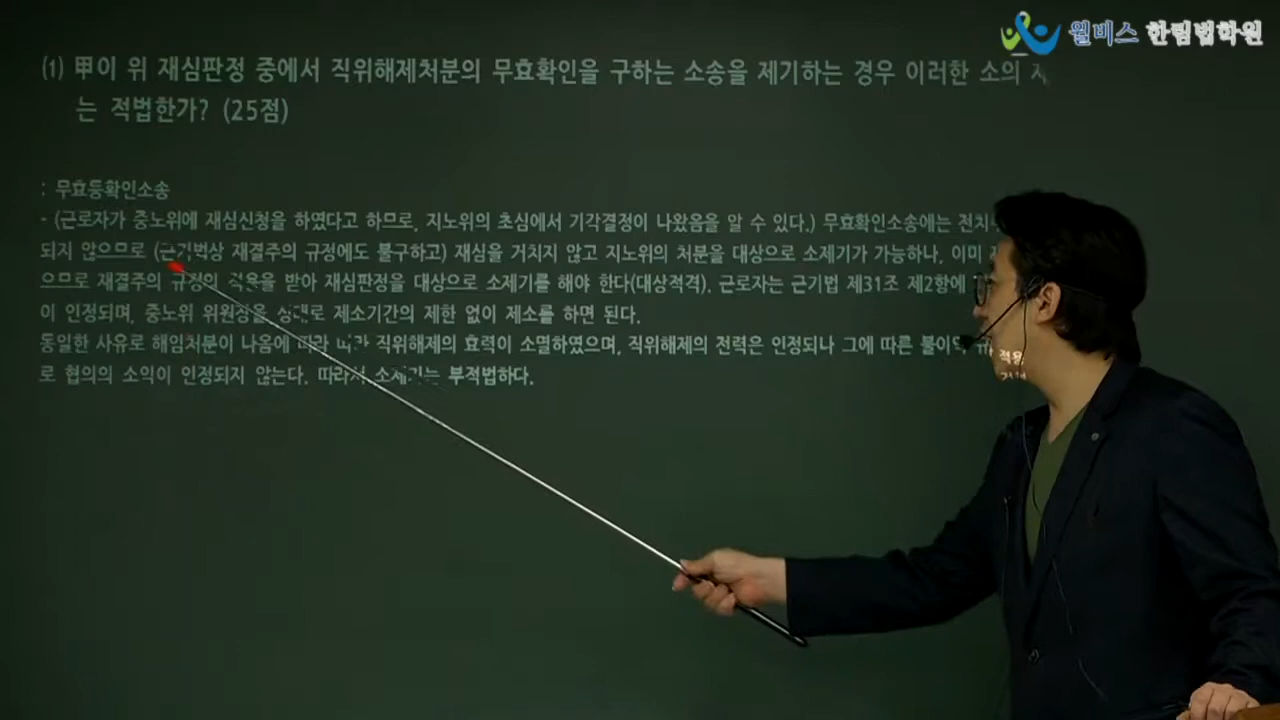 윌비스 한림법학원
(1) 甲이 위 재심판정 중에서 직위해제처분의 무효확인을 구하는 소송을 제기하는 경우 이러한 소의
는 적법한가? (25점)
: 무효등확인소송
- (근로자가 중노위에 재심신청을 하였다고 하므로, 지노위의 초심에서 기각결정이 나왔음을 알 수 있다.) 무효확인소송에는
되지 않으므로 (근기법상 재결주의 규정에도 불구하고) 재심을 거치지 않고 지노위의 처분을 대상으로 소제기가 가능하나, 이미
으므로 재결주의 규정의 적용을 받아 재심판정을 대상으로 소제기를 해야 한다(대상적격). 근로자는 근기법 제31조 제2항에
이 인정되며, 중노위 위원장을 상대로 제소기간의 제한 없이 제소를 하면 된다.
동일한 사유로 해임처분이 나옴에 따라 직위해제의 효력이 소멸하였으며, 직위해제의 전력은 인정되나 그에 따른 적용
로 협의의 소익이 인정되지 않는다. 따라서 소제기는 부적법하다.